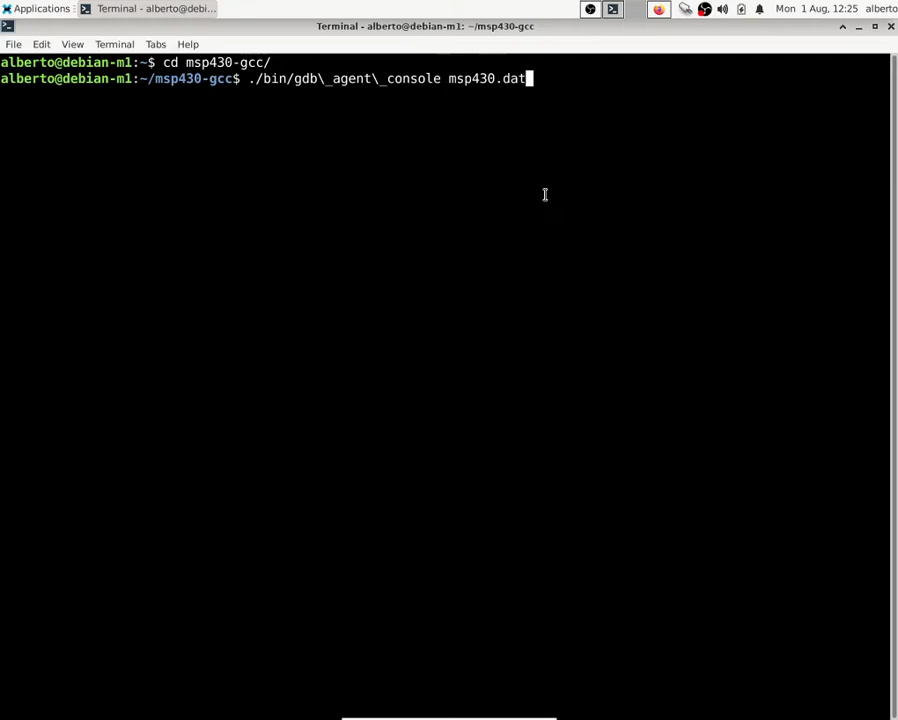 Applications
Terminal - alberto@debi...
Mon 1 Aug, 12:25 alberto
Terminal - alberto@debian-m1: ~/msp430-gcc
File Edit View Terminal Tabs Help
alberto@debian-m1:~$ cd msp430-gcc/
alberto@debian-m1:~/msp430-gcc$ ./bin/gdb\_agent\_console msp430.dat